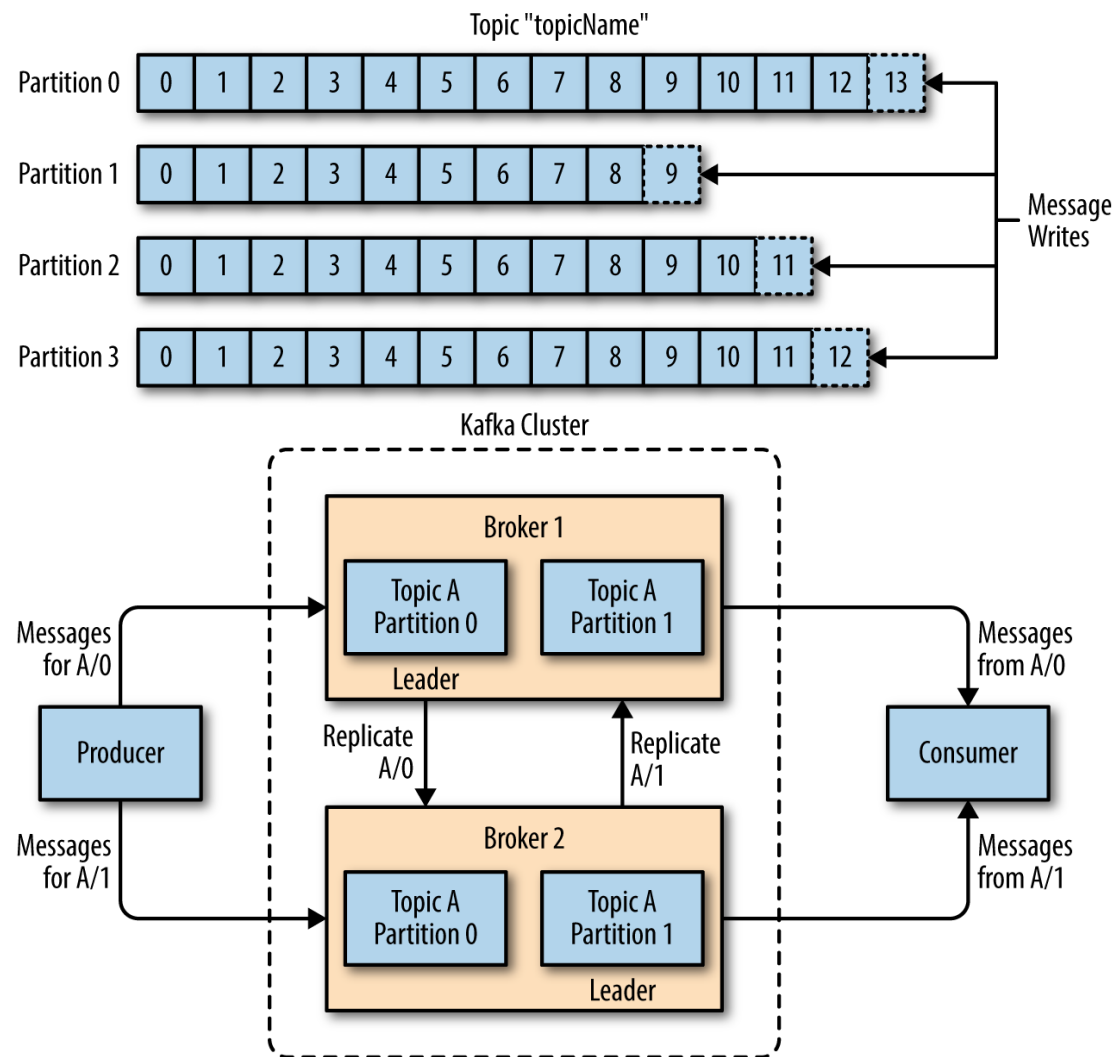 Topic "topicName"
Partition 0 0 1 2 3 4 5 6 7 8 9 10 11 12 13
Partition 1 0 1 2 3 4 5 6 7 8 9
Message
Writes
Partition 2 0 1 2 3 4 5 6 7 8 9 10 11
Partition 3 0 1 2 3 4 5 6 7 8 9 10 11 12
Kafka Cluster
Broker 1
Topic A
Partition 0
Topic A
Partition 1
Leader
Messages
for A/0
Messages
from A/0
Producer
Replicate
A/0
Replicate
A/1
Consumer
Messages
for A/1
Broker 2
Messages
from A/1
Topic A
Partition 0
Topic A
Partition 1
Leader